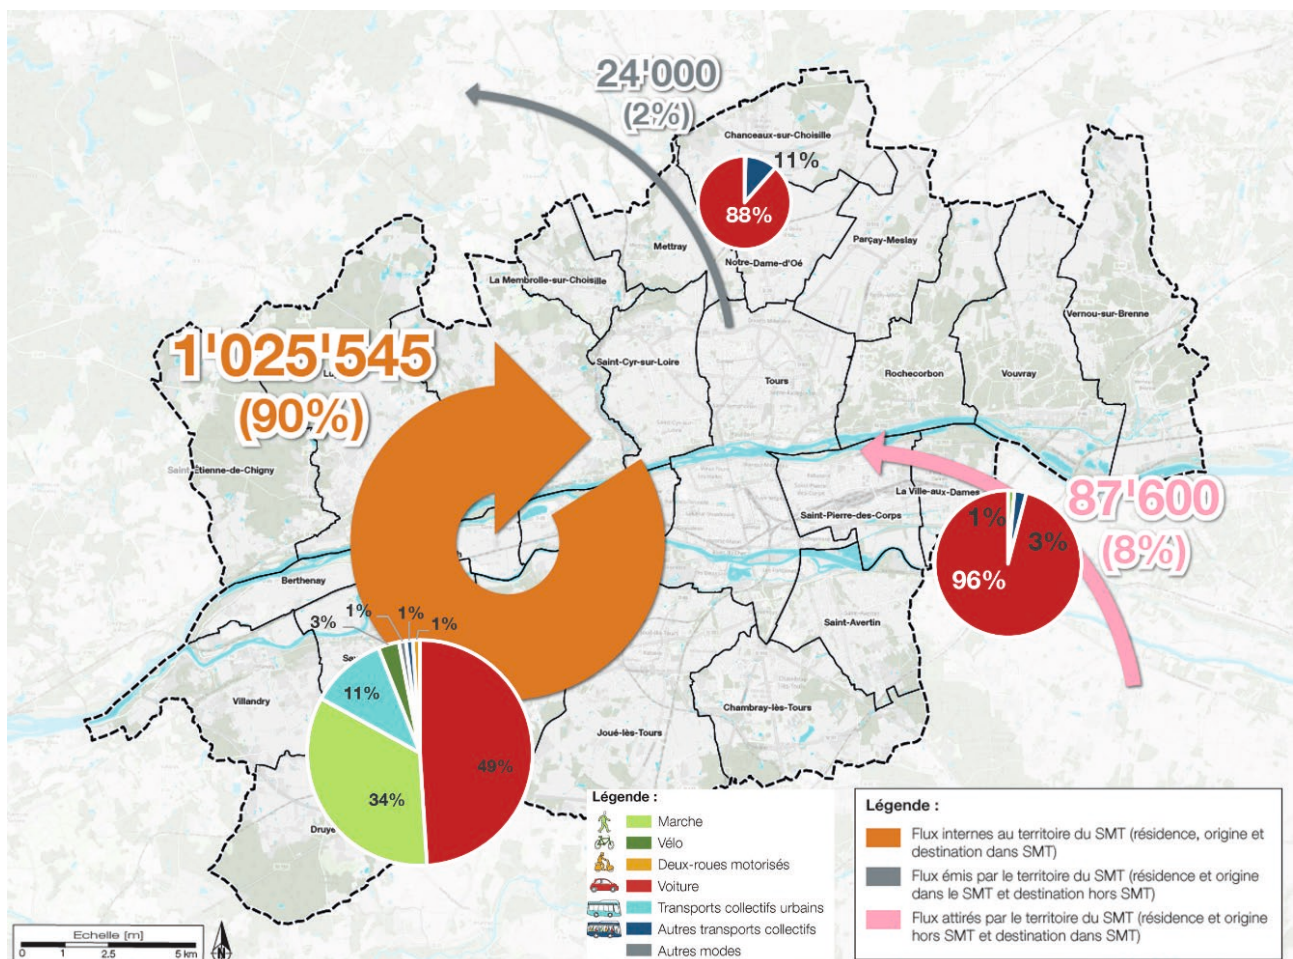 24'000
(2%)
Chanceaux-sur-Choisille
11%
88%
Mettray
Notre-Dame-d'Oé
Parçay-Meslay
La Membrolle-sur-Choisille
Vernou-sur-Brenne
1'025'545
(90%)
Saint-Cyr-sur-Loire
Tours
Rochecorbon
Vouvray
Saint-Étienne-de-Chigny
La Ville-aux-Dames
Saint-Pierre-des-Corps
87'600
(8%)
1%
3%
96%
Berthenay
Saint-Avertin
1%
1%
3%
1%
11%
Villandry
Chambray-lès-Tours
Joué-lès-Tours
49%
34%
Druye
Légende :
Marche
Vélo
Deux-roues motorisés
Voiture
Transports collectifs urbains
Autres transports collectifs
Autres modes
Légende :
Flux internes au territoire du SMT (résidence, origine et
destination dans SMT)
Flux émis par le territoire du SMT (résidence et origine
dans le SMT et destination hors SMT)
Flux attirés par le territoire du SMT (résidence et origine
hors SMT et destination dans SMT)
Echelle [m]
0 1 2.5 5 km
N